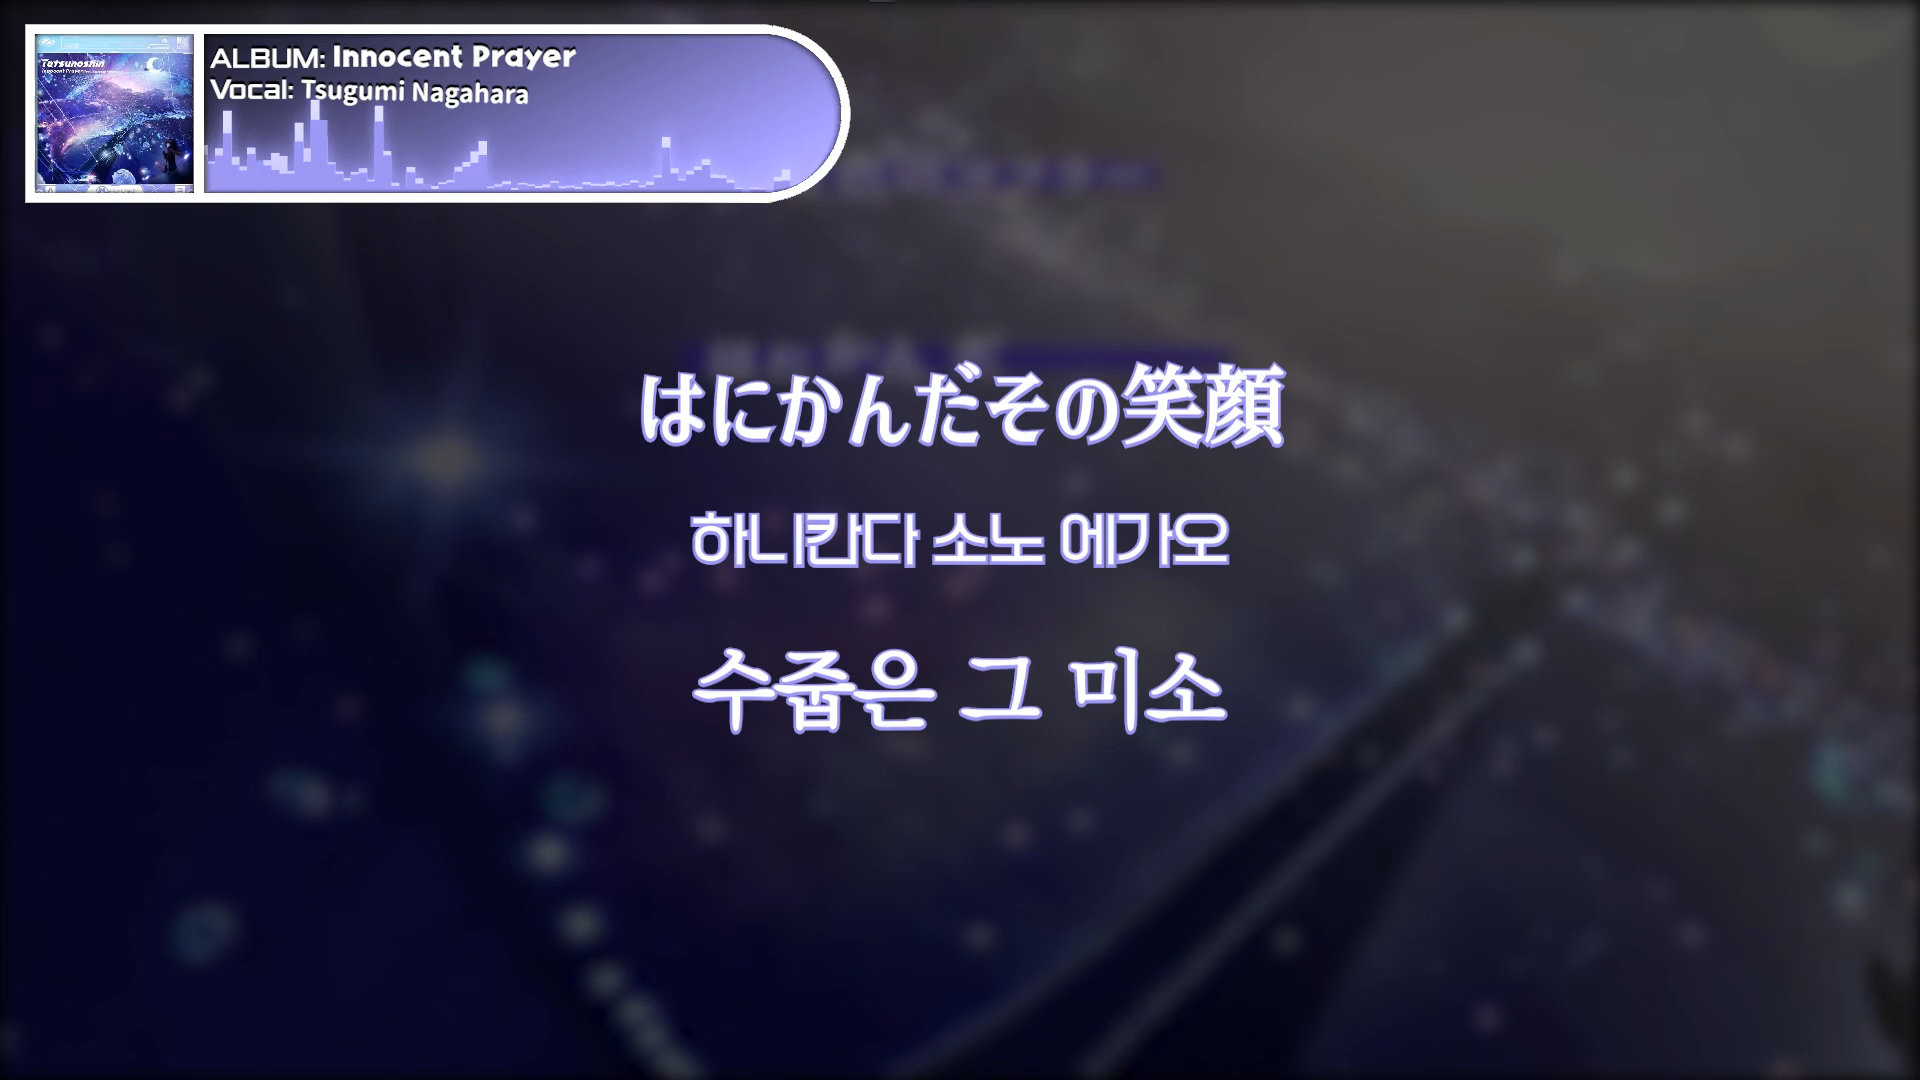 ALBUM: Innocent Prayer
Vocal: Tsugumi Nagahara
Tatsunoshin
はにかんだその笑顔
하니칸다 소노 에가오
수줍은 그 미소